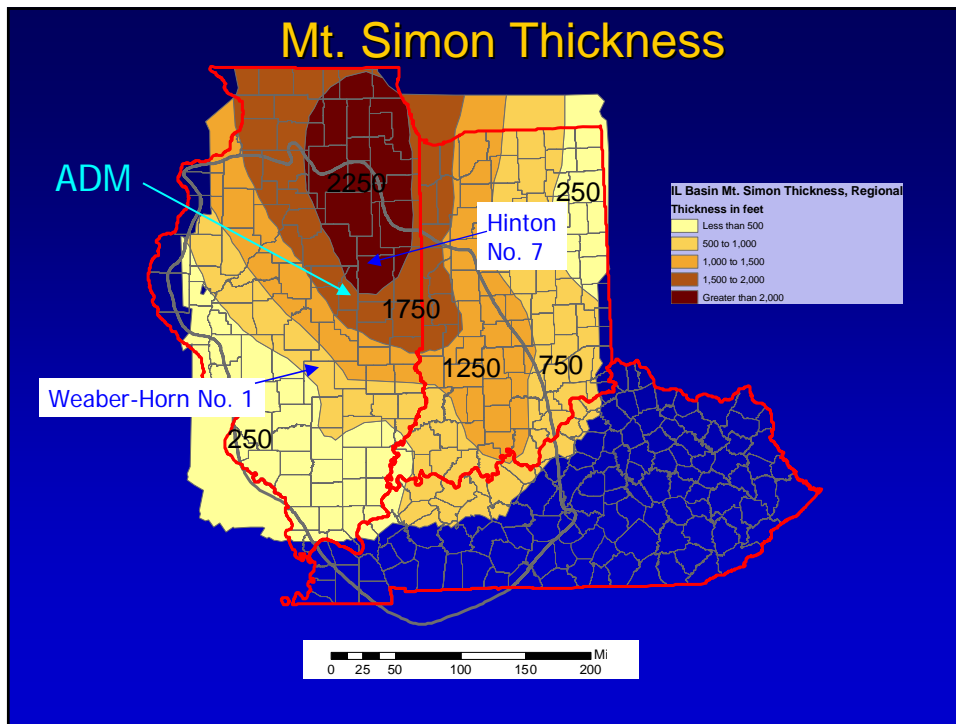 Mt. Simon Thickness
ADM
2250
250
Hinton
No. 7
IL Basin Mt. Simon Thickness, Regional
Thickness in feet
Less than 500
500 to 1,000
1,000 to 1,500
1,500 to 2,000
Greater than 2,000
1750
1250
750
Weaber-Horn No. 1
250
Mi
0 25 50 100 150 200